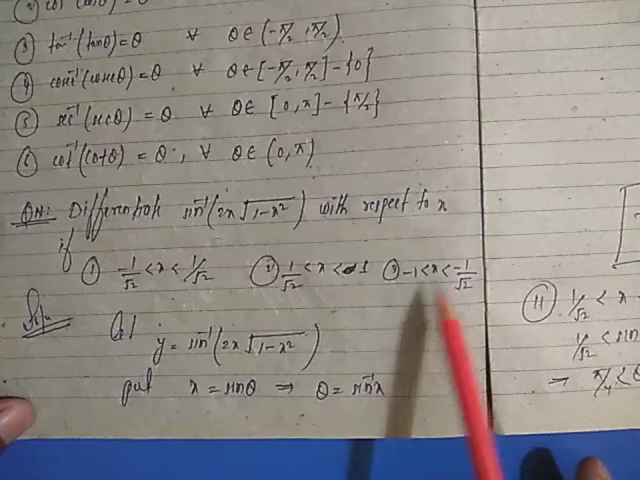 ③ tan⁻¹(tanθ) = θ ∀ θ ∈ (-π/2, π/2)
④ cosec⁻¹(cosecθ) = θ ∀ θ ∈ [-π/2, π/2] - {0}
⑤ sec⁻¹(secθ) = θ ∀ θ ∈ [0, π] - {π/2}
⑥ cot⁻¹(cotθ) = θ, ∀ θ ∈ (0, π)
QN: Differentiate sin⁻¹(2x√1-x²) with respect to x
if
① -1/√2 < x < 1/√2 ② 1/√2 < x < 1 ③ -1 < x < -1/√2
Soln
y = sin⁻¹(2x√1-x²)
put x = sinθ ⇒ θ = sin⁻¹x
⑪ 1/√2 < x
1/√2 < sin
⇒ π/4 < θ